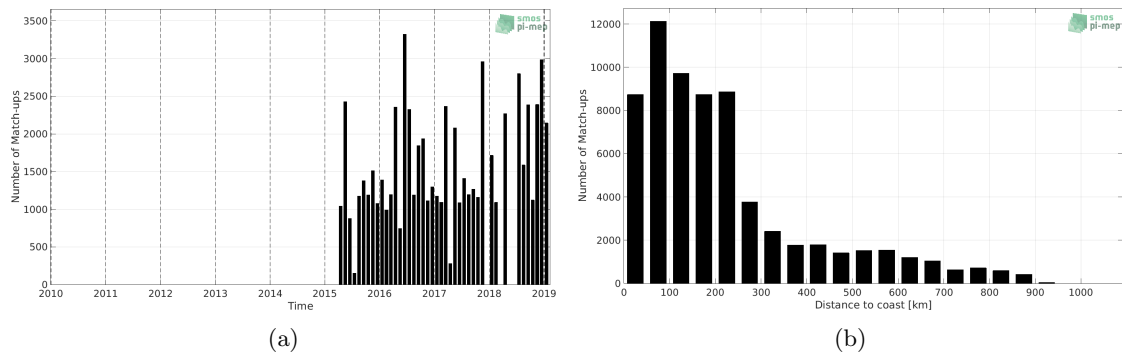 smos
pi-mep
3500
3000
2500
2000
1500
1000
500
0
Number of Match-ups
2010 2011 2012 2013 2014 2015 2016 2017 2018 2019
Time
(a)
smos
pi-mep
12000
10000
8000
6000
4000
2000
0
Number of Match-ups
0 100 200 300 400 500 600 700 800 900 1000
Distance to coast [km]
(b)